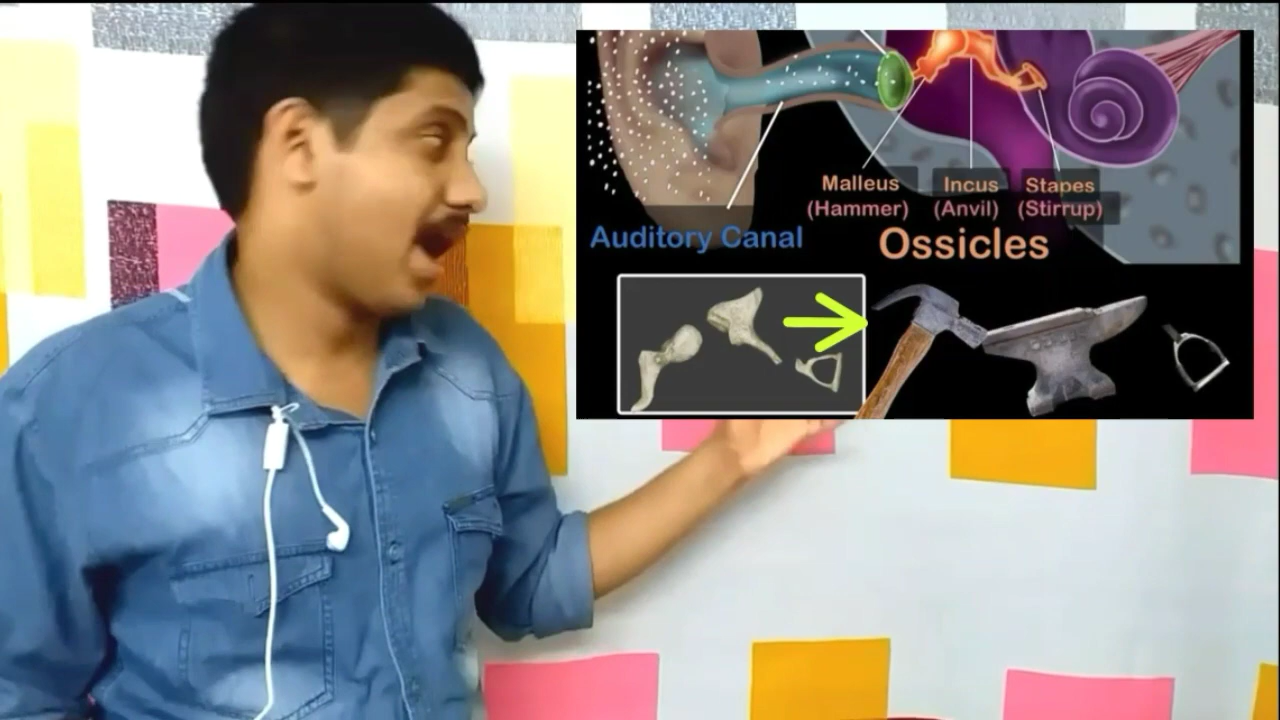 Malleus
(Hammer)
Incus
(Anvil)
Stapes
(Stirrup)
Auditory Canal
Ossicles